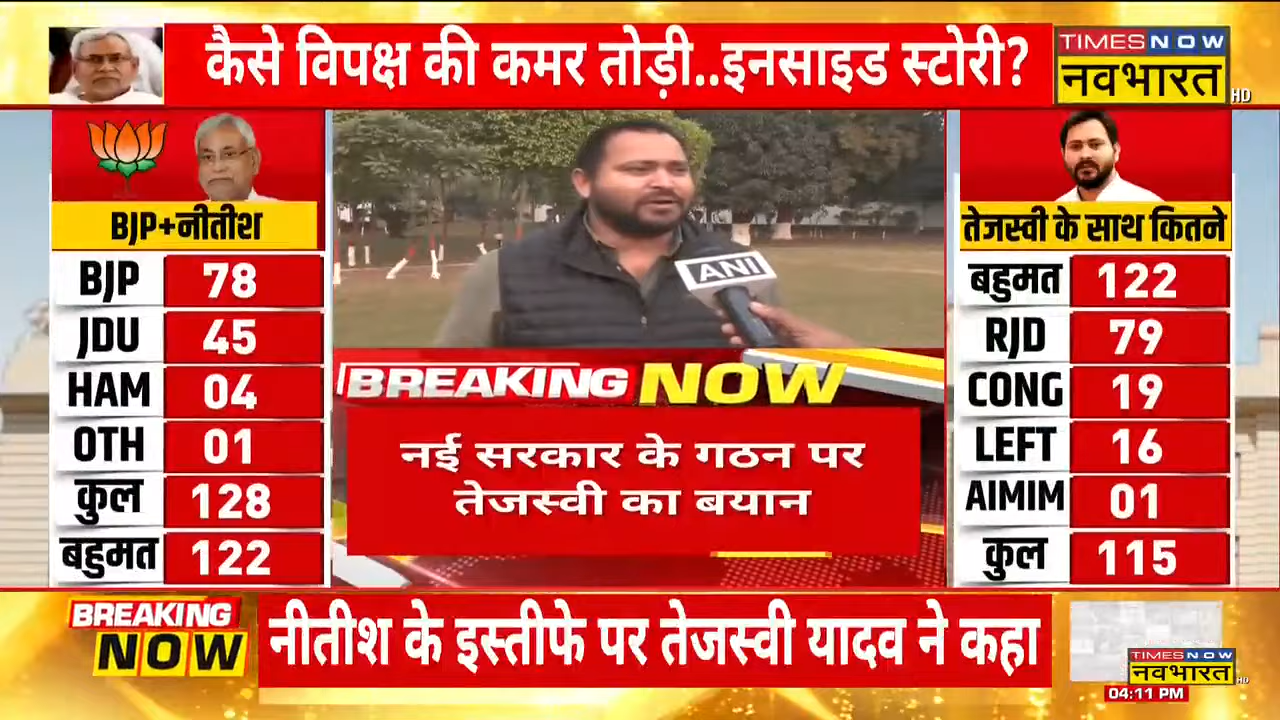 कैसे विपक्ष की कमर तोड़ी..इनसाइड स्टोरी?
TIMES NOW
नवभारत
HD
BJP+नीतीश
BJP 78
JDU 45
HAM 04
OTH 01
कुल 128
बहुमत 122
ANI
BREAKING NOW
नई सरकार के गठन पर
तेजस्वी का बयान
तेजस्वी के साथ कितने
बहुमत 122
RJD 79
CONG 19
LEFT 16
AIMIM 01
कुल 115
BREAKING
NOW
नीतीश के इस्तीफे पर तेजस्वी यादव ने कहा
TIMES NOW
नवभारत
HD
04:11 PM